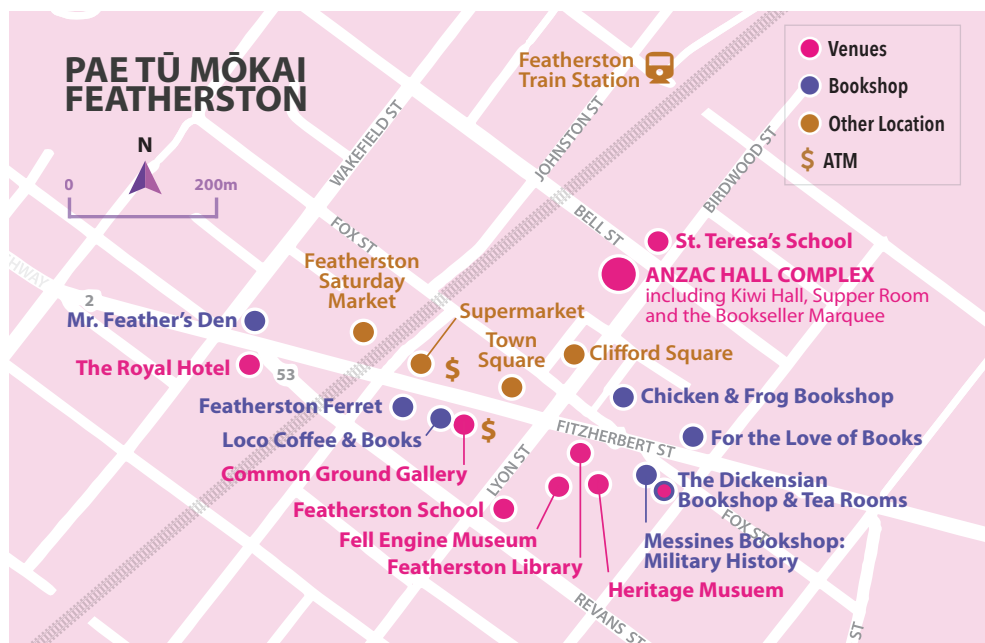 PAE TŪ MŌKAI
FEATHERSTON
N
0
200m
Featherston
Train Station
Venues
Bookshop
Other Location
$ ATM
WAKEFIELD ST
JOHNSTON ST
BIRDWOOD ST
FOX ST
BELL ST
St. Teresa's School
ANZAC HALL COMPLEX
including Kiwi Hall, Supper Room
and the Bookseller Marquee
HIGHWAY
2
Featherston
Saturday
Market
Mr. Feather's Den
Supermarket
$
Town
Square
Clifford Square
The Royal Hotel
53
Featherston Ferret
Chicken & Frog Bookshop
Loco Coffee & Books
$
FITZHERBERT ST
For the Love of Books
Common Ground Gallery
LYON ST
The Dickensian
Bookshop & Tea Rooms
Featherston School
FOX ST
Fell Engine Museum
Messines Bookshop:
Military History
Featherston Library
Heritage Musuem
REVANS ST
ST